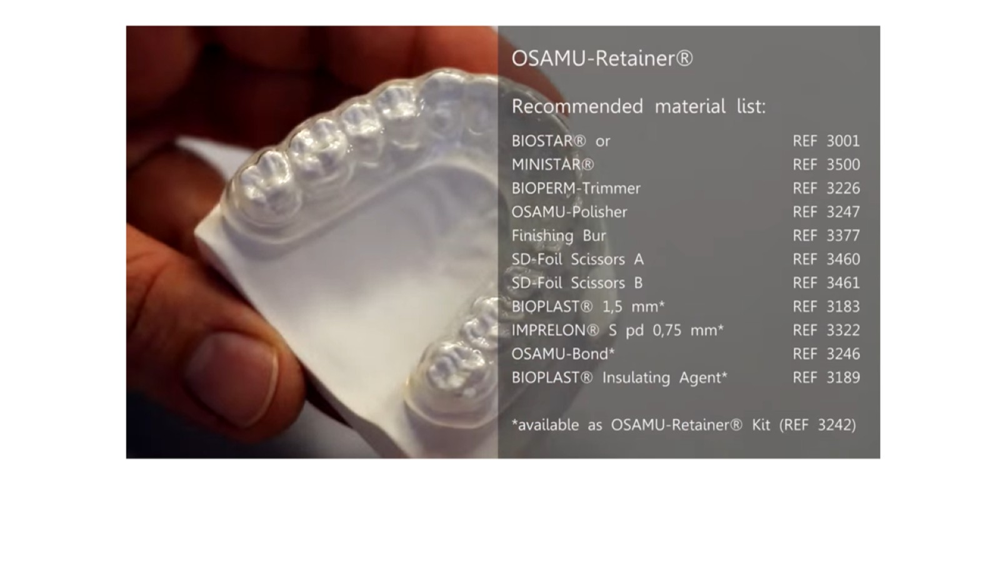 OSAMU-Retainer®
Recommended material list:
BIOSTAR® or REF 3001
MINISTAR® REF 3500
BIOPERM-Trimmer REF 3226
OSAMU-Polisher REF 3247
Finishing Bur REF 3377
SD-Foil Scissors A REF 3460
SD-Foil Scissors B REF 3461
BIOPLAST® 1,5 mm* REF 3183
IMPRELON® S pd 0,75 mm* REF 3322
OSAMU-Bond* REF 3246
BIOPLAST® Insulating Agent* REF 3189
*available as OSAMU-Retainer® Kit (REF 3242)